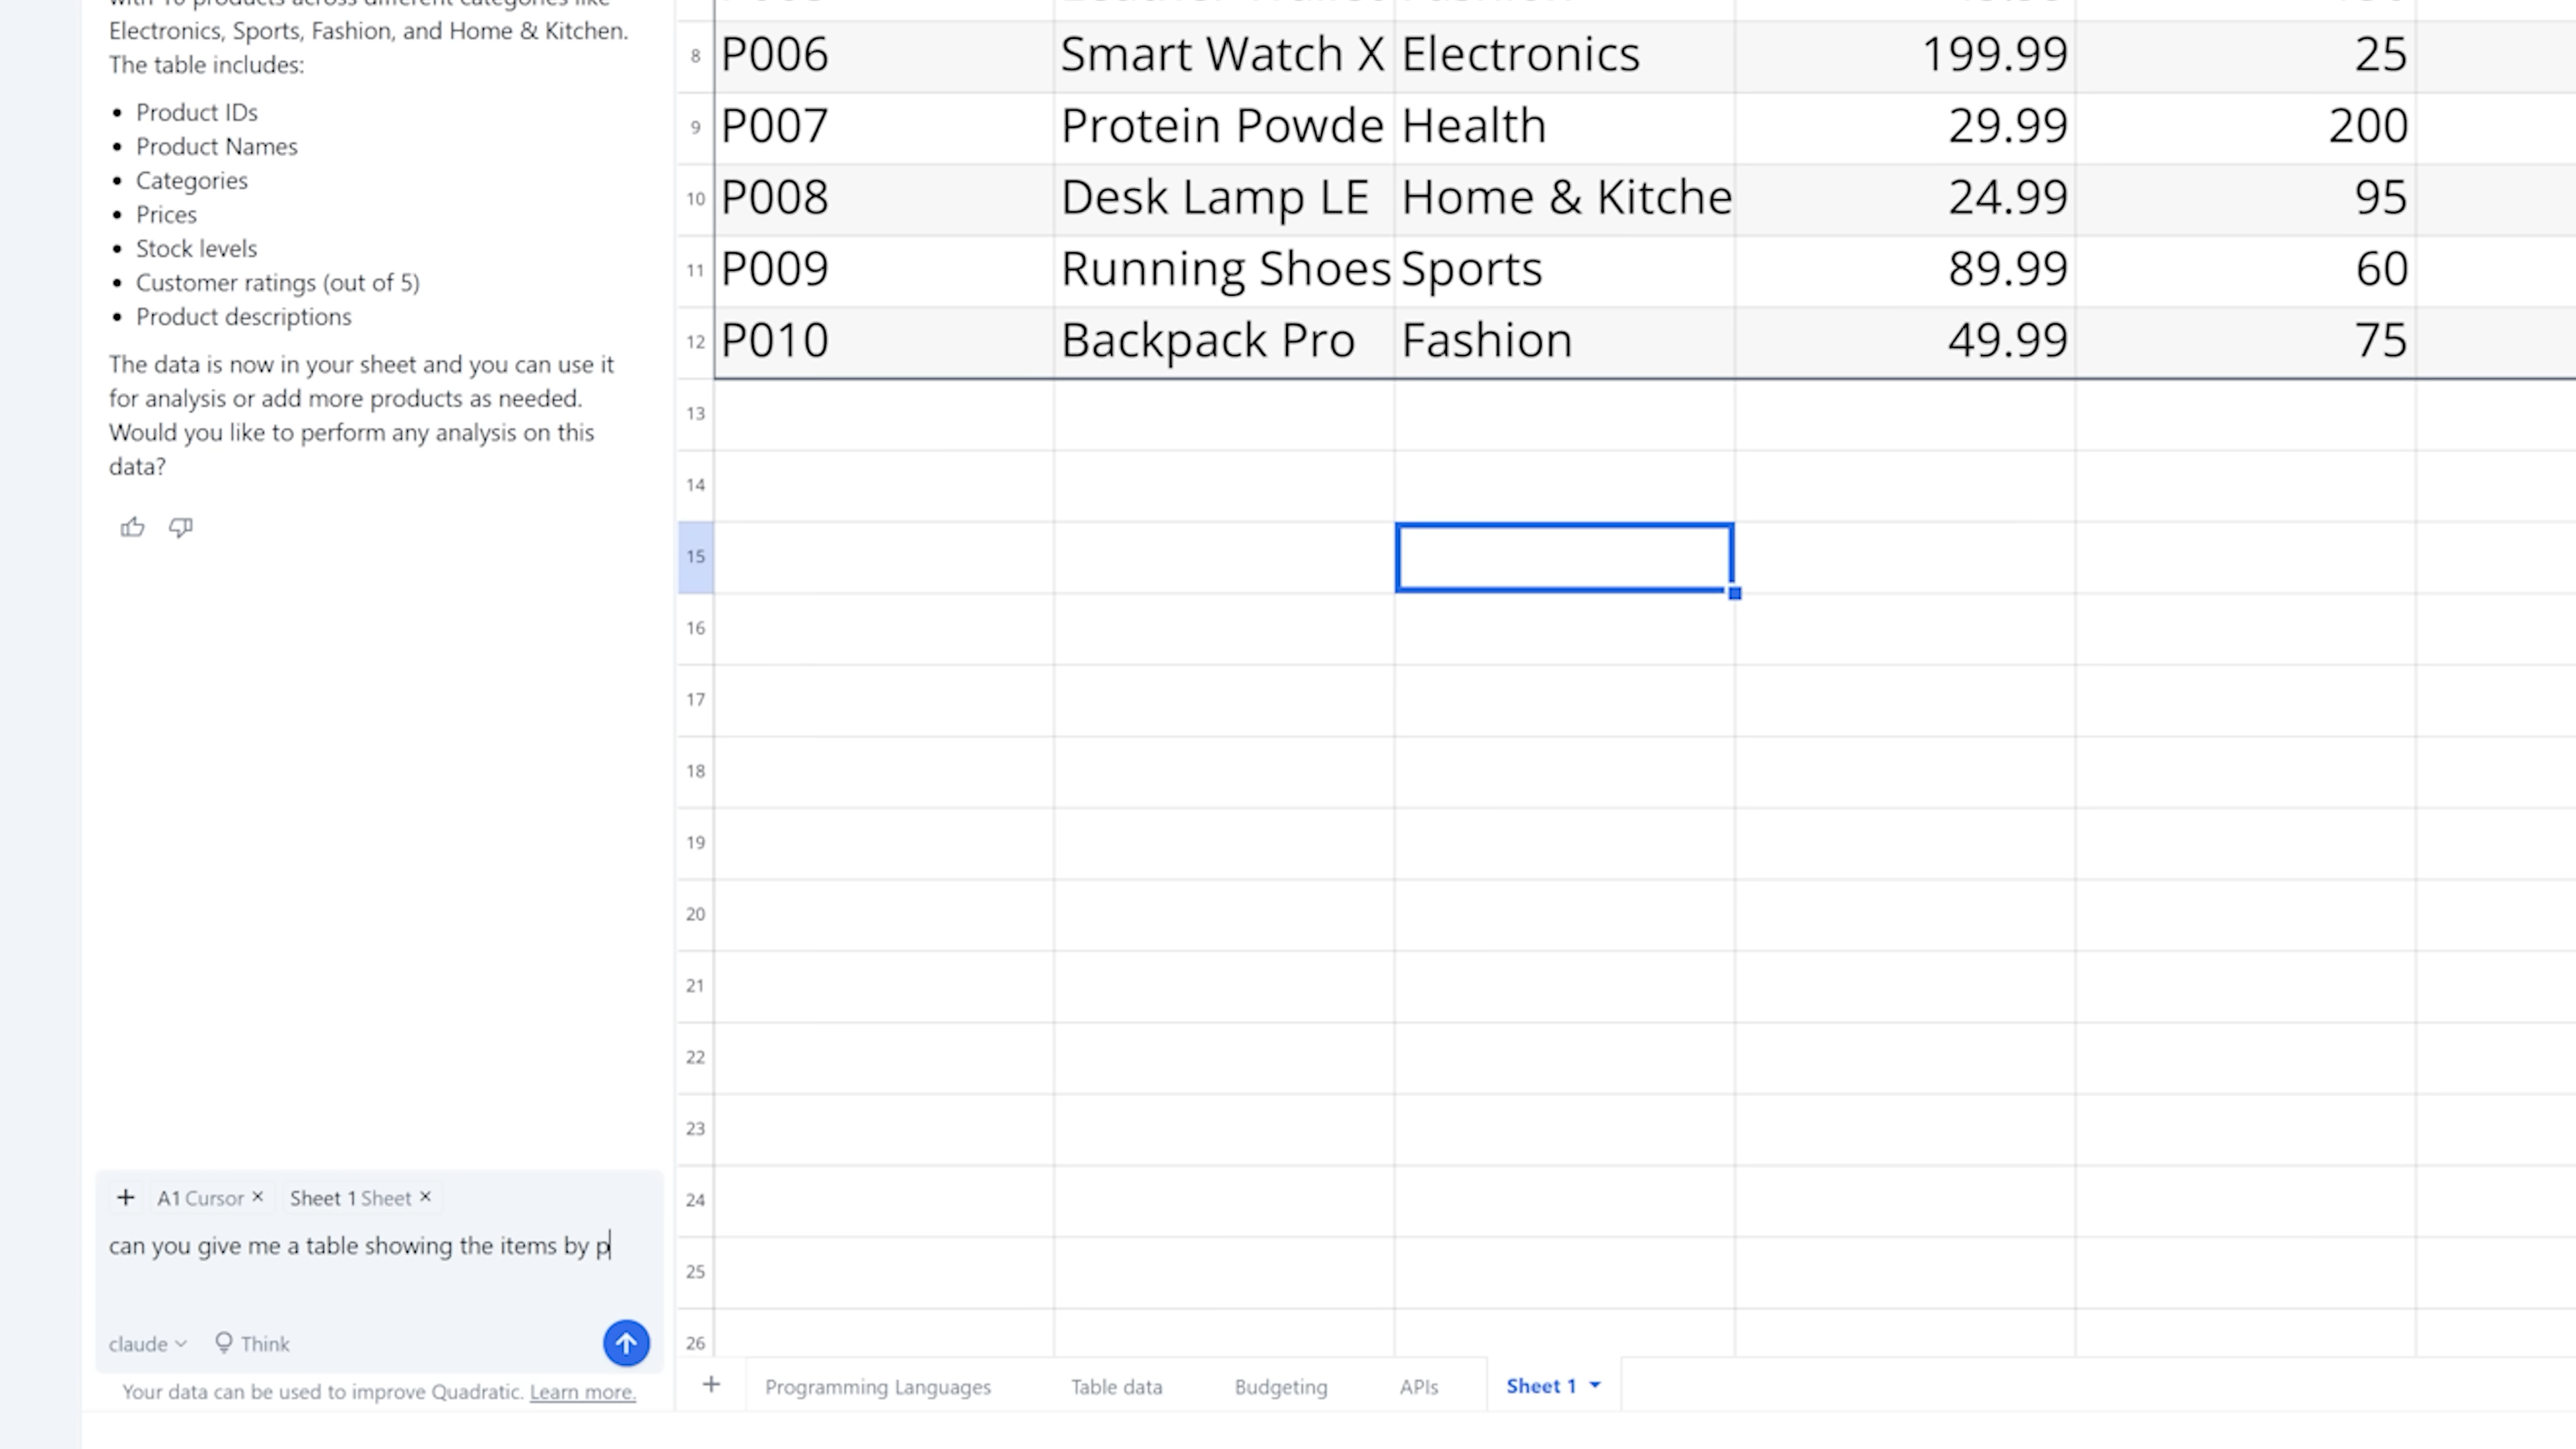 Electronics, Sports, Fashion, and Home & Kitchen.
The table includes:
• Product IDs
• Product Names
• Categories
• Prices
• Stock levels
• Customer ratings (out of 5)
• Product descriptions
The data is now in your sheet and you can use it
for analysis or add more products as needed.
Would you like to perform any analysis on this
data?
+ A1 Cursor × Sheet 1 Sheet ×
can you give me a table showing the items by p
claude Think
Your data can be used to improve Quadratic. Learn more.
8 P006 Smart Watch X Electronics 199.99 25
9 P007 Protein Powde Health 29.99 200
10 P008 Desk Lamp LE Home & Kitche 24.99 95
11 P009 Running Shoes Sports 89.99 60
12 P010 Backpack Pro Fashion 49.99 75
13
14
15
16
17
18
19
20
21
22
23
24
25
26
+ Programming Languages Table data Budgeting APIs Sheet 1